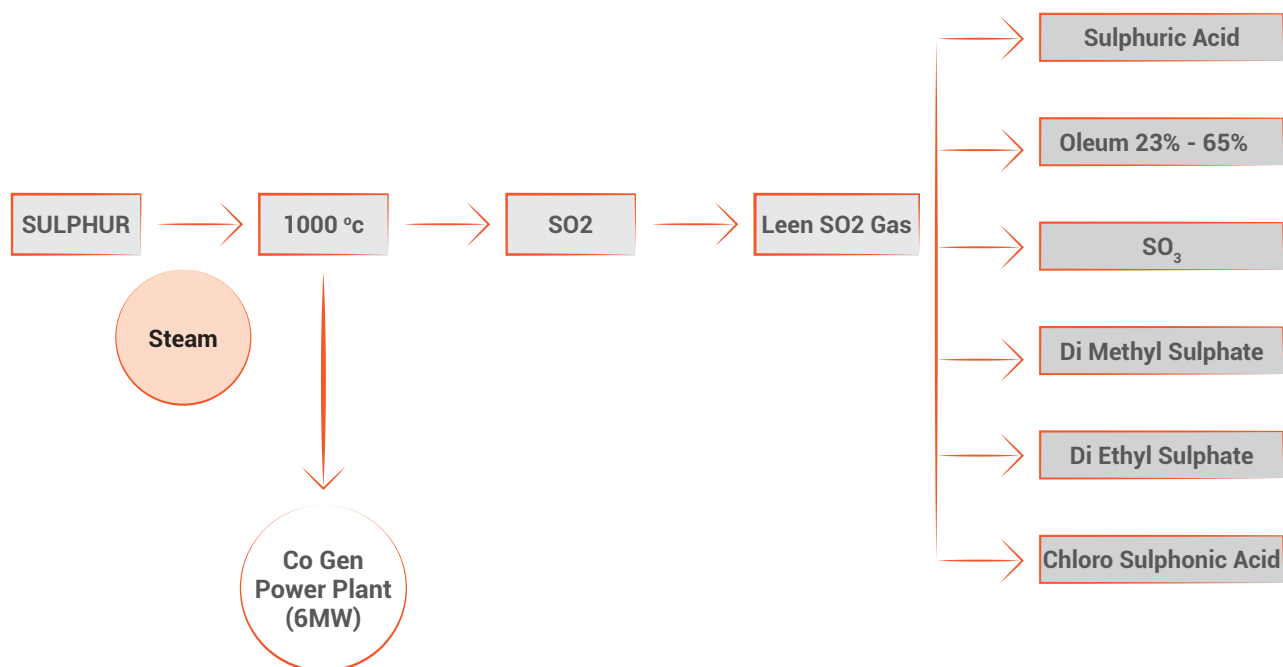 SULPHUR
1000 ºc
SO2
Leen SO2 Gas
Steam
Co Gen
Power Plant
(6MW)
Sulphuric Acid
Oleum 23% - 65%
SO₃
Di Methyl Sulphate
Di Ethyl Sulphate
Chloro Sulphonic Acid